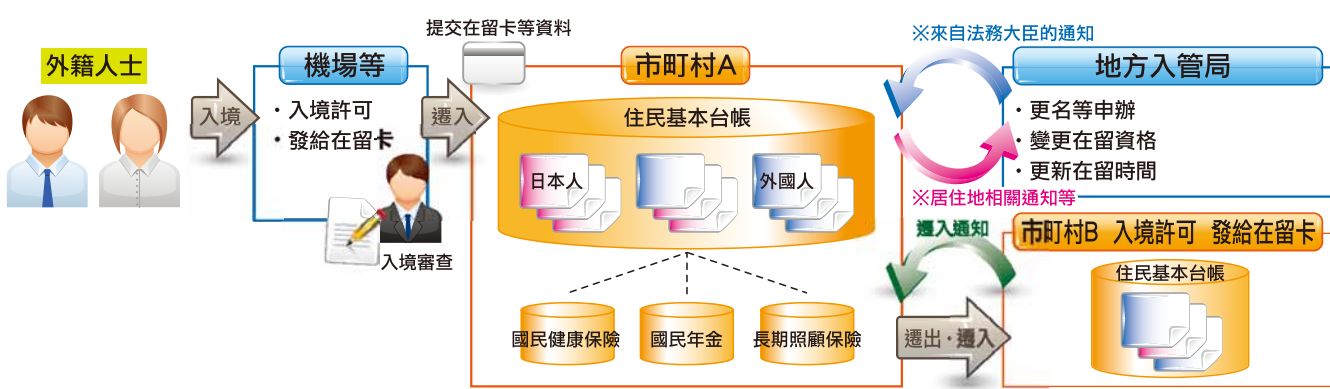 外籍人士
入境
機場等
・入境許可
・發給在留卡
入境審查
提交在留卡等資料
遷入
市町村A
住民基本台帳
日本人
外國人
國民健康保險
國民年金
長期照顧保險
※來自法務大臣的通知
地方入管局
・更名等申辦
・變更在留資格
・更新在留時間
※居住地相關通知等
遷入通知
遷出・遷入
市町村B 入境許可 發給在留卡
住民基本台帳